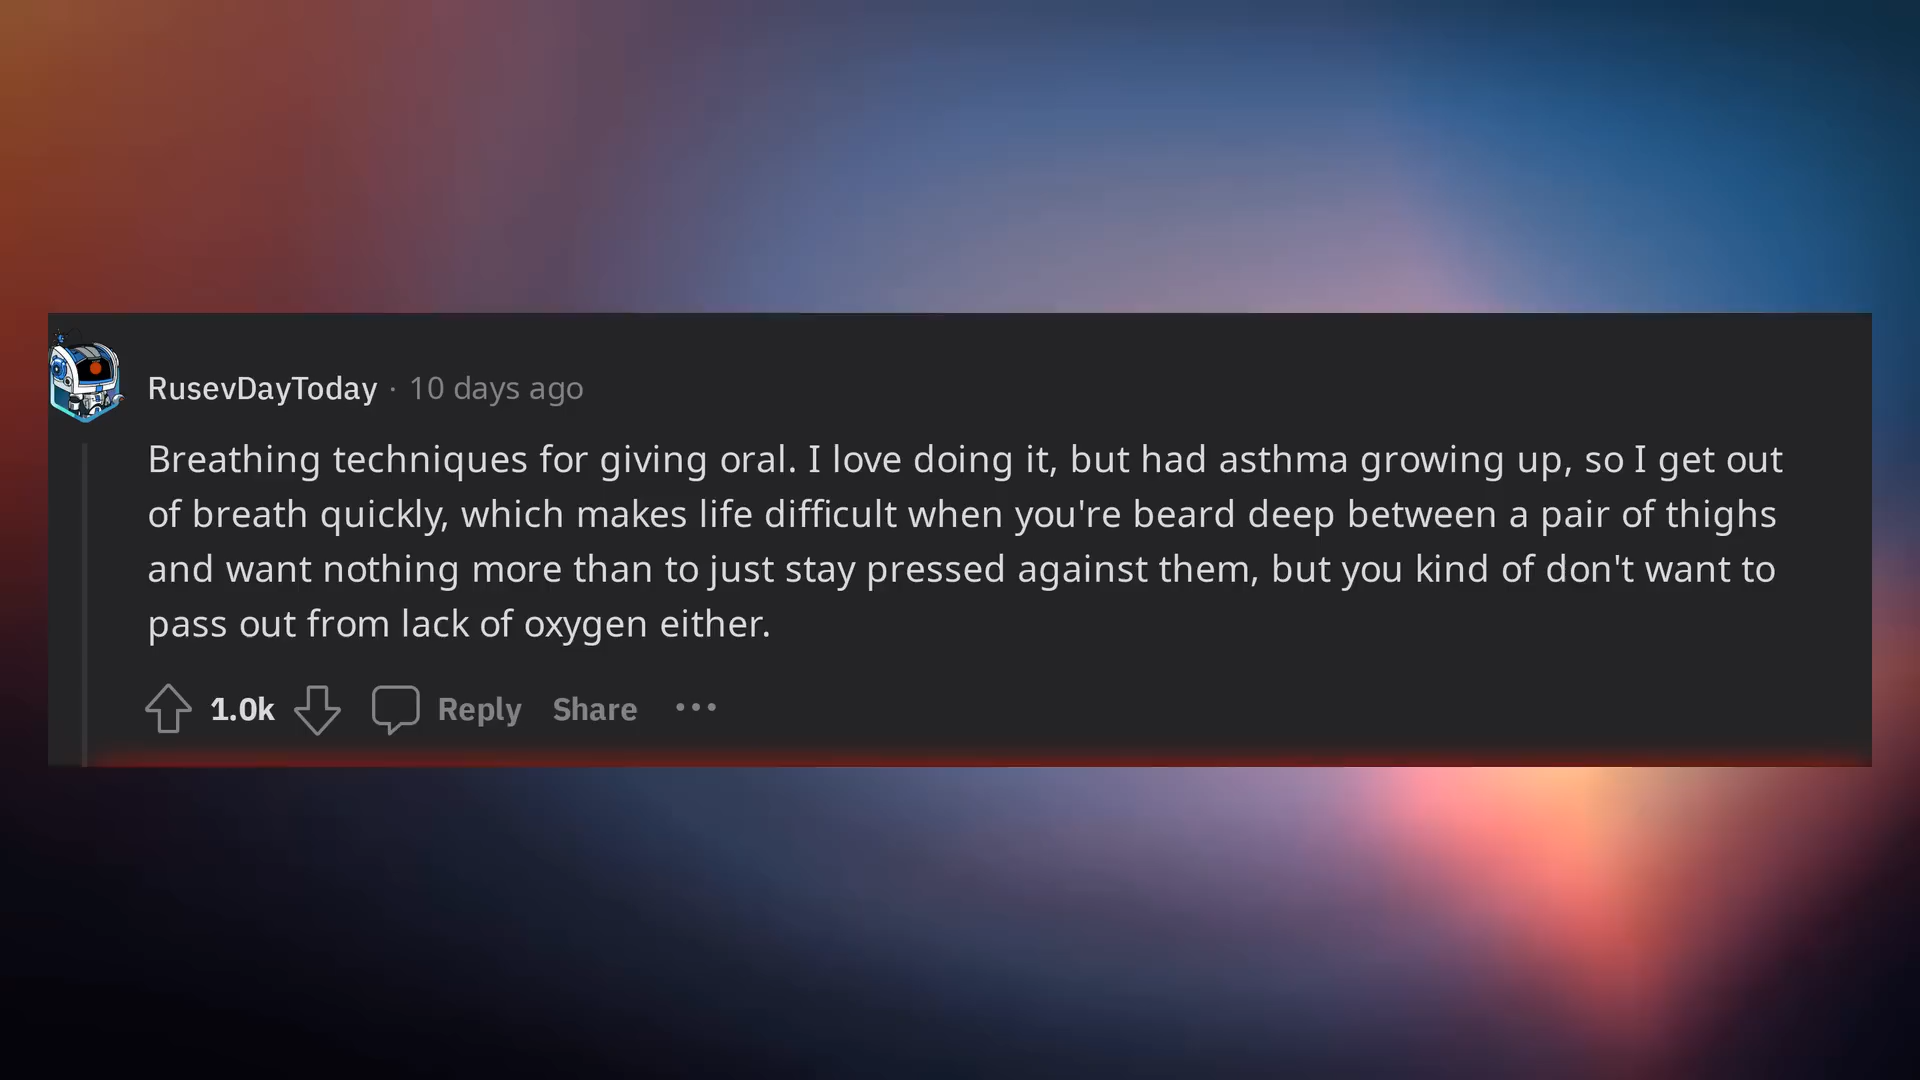 RusevDayToday · 10 days ago
Breathing techniques for giving oral. I love doing it, but had asthma growing up, so I get out
of breath quickly, which makes life difficult when you're beard deep between a pair of thighs
and want nothing more than to just stay pressed against them, but you kind of don't want to
pass out from lack of oxygen either.
1.0k Reply Share ···